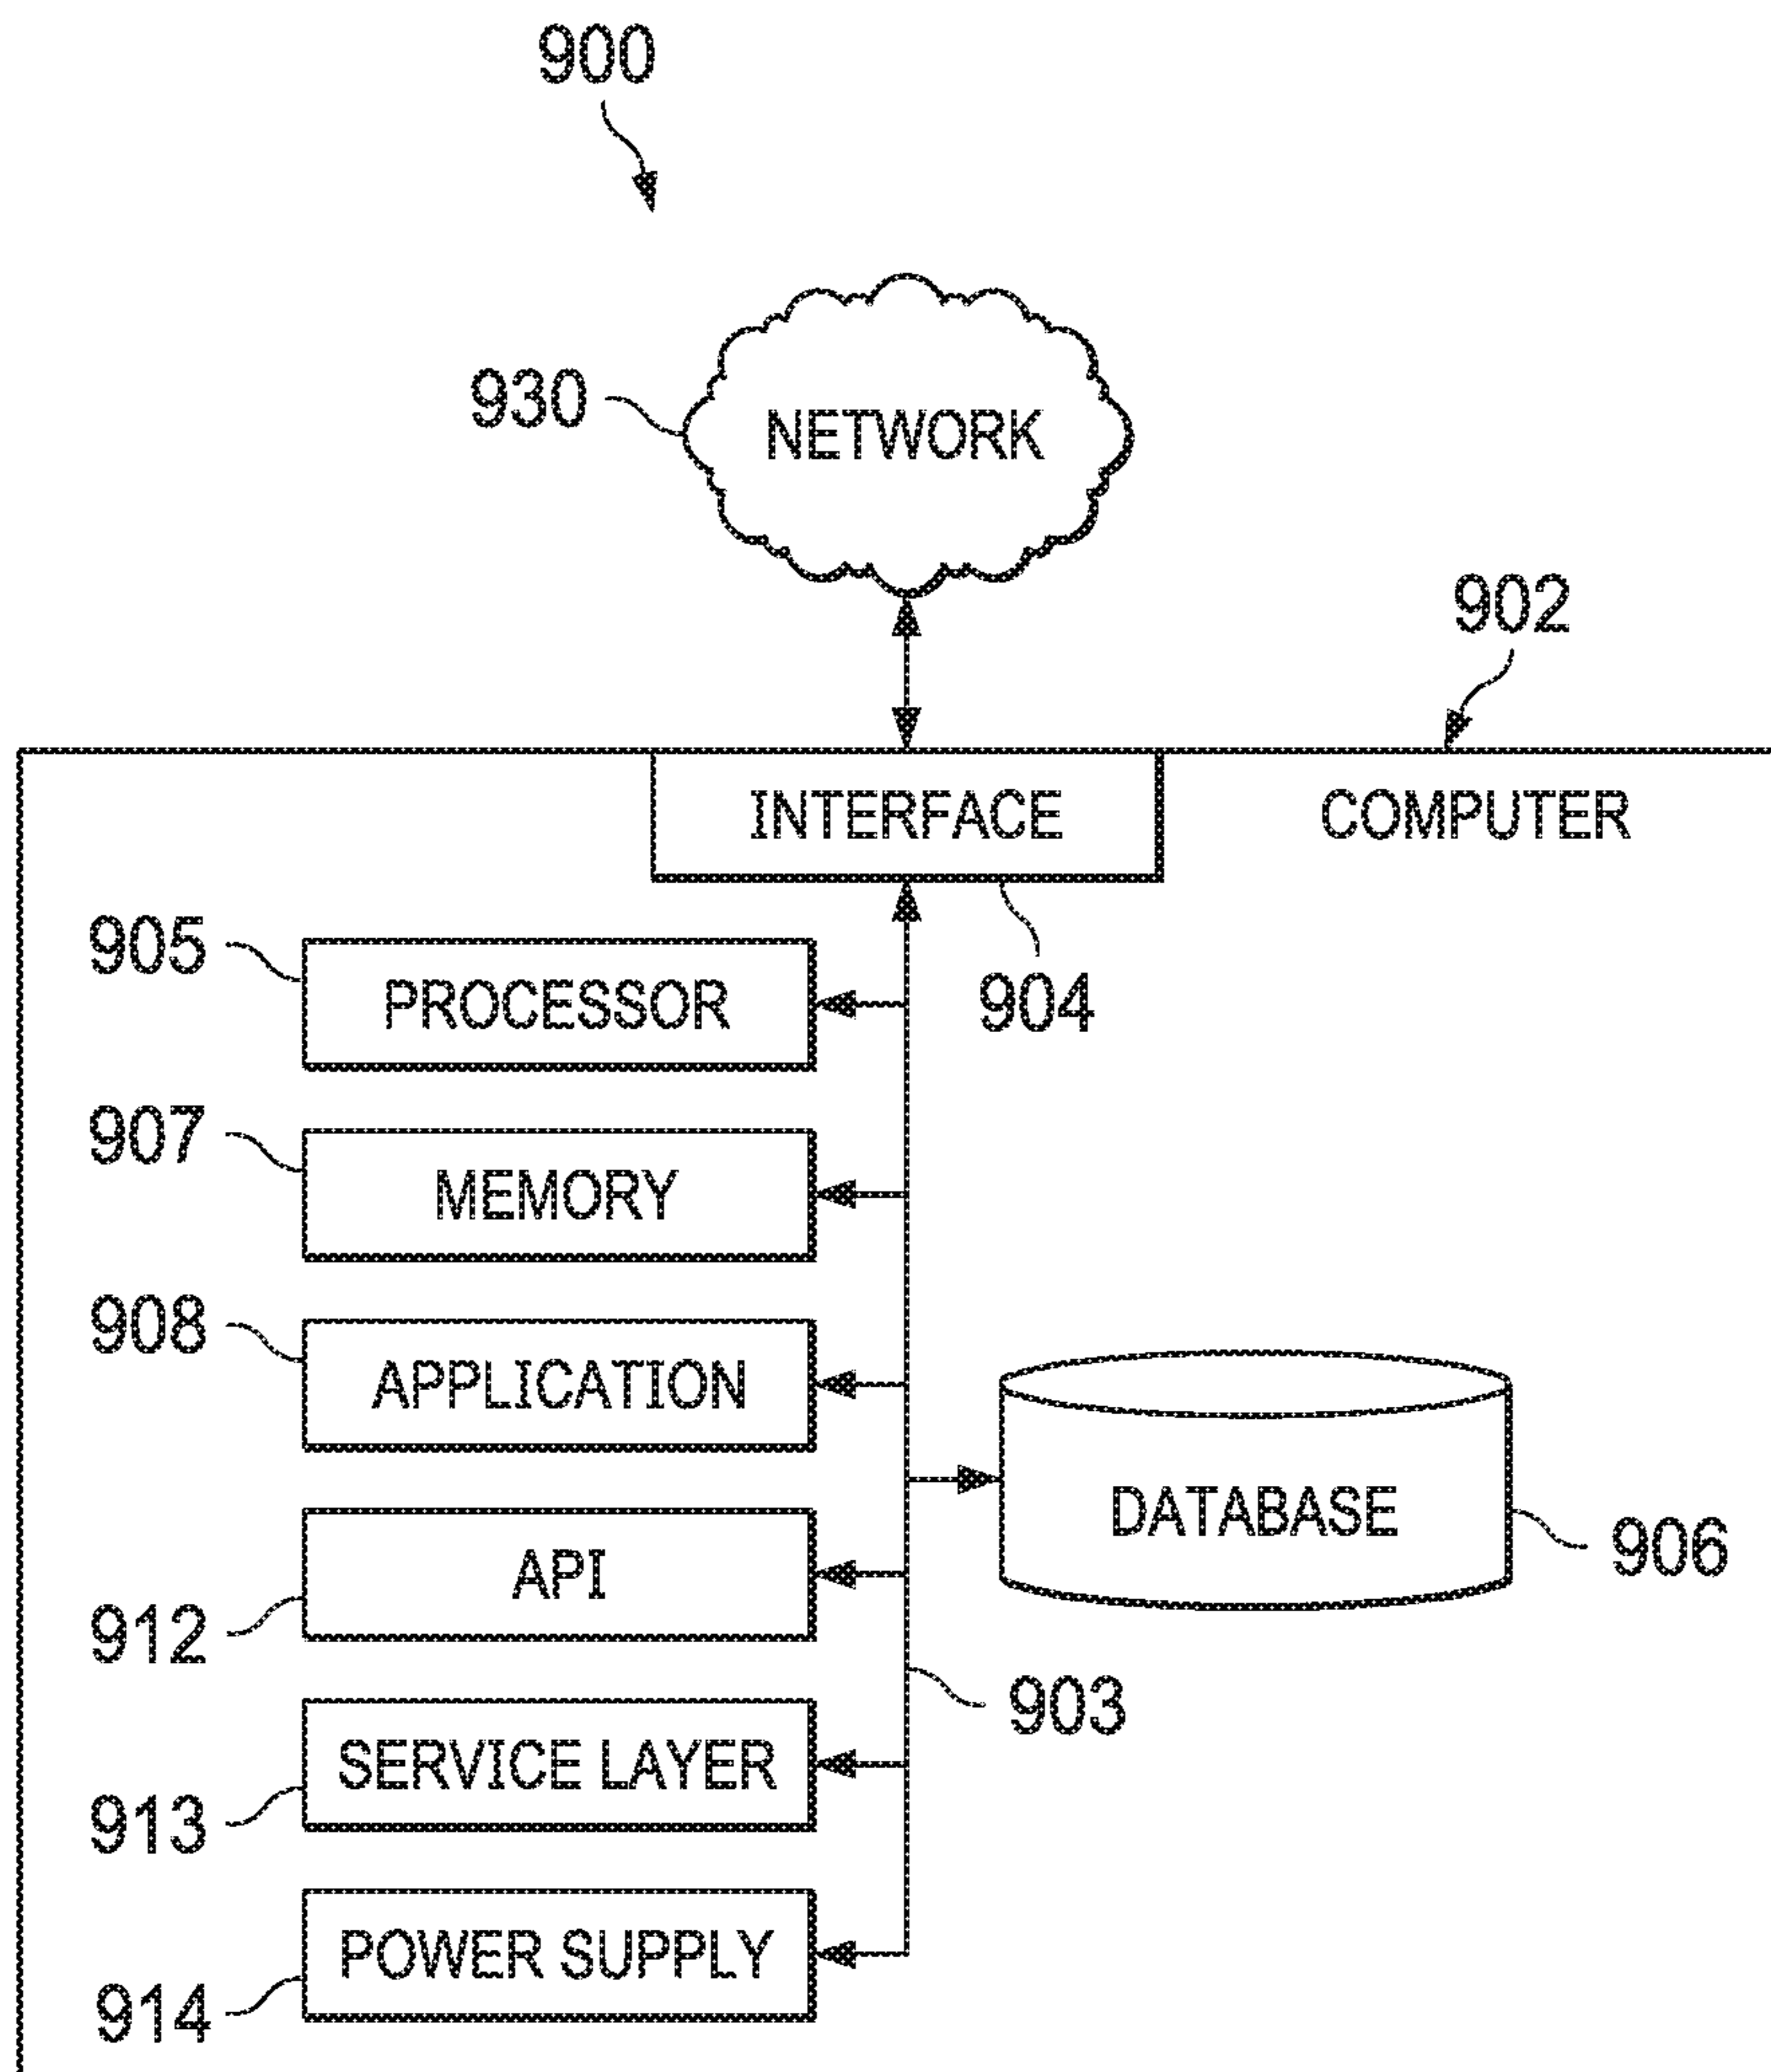 900
930
NETWORK
902
INTERFACE
COMPUTER
905
PROCESSOR
904
907
MEMORY
908
APPLICATION
DATABASE
906
API
912
903
SERVICE LAYER
913
POWER SUPPLY
914